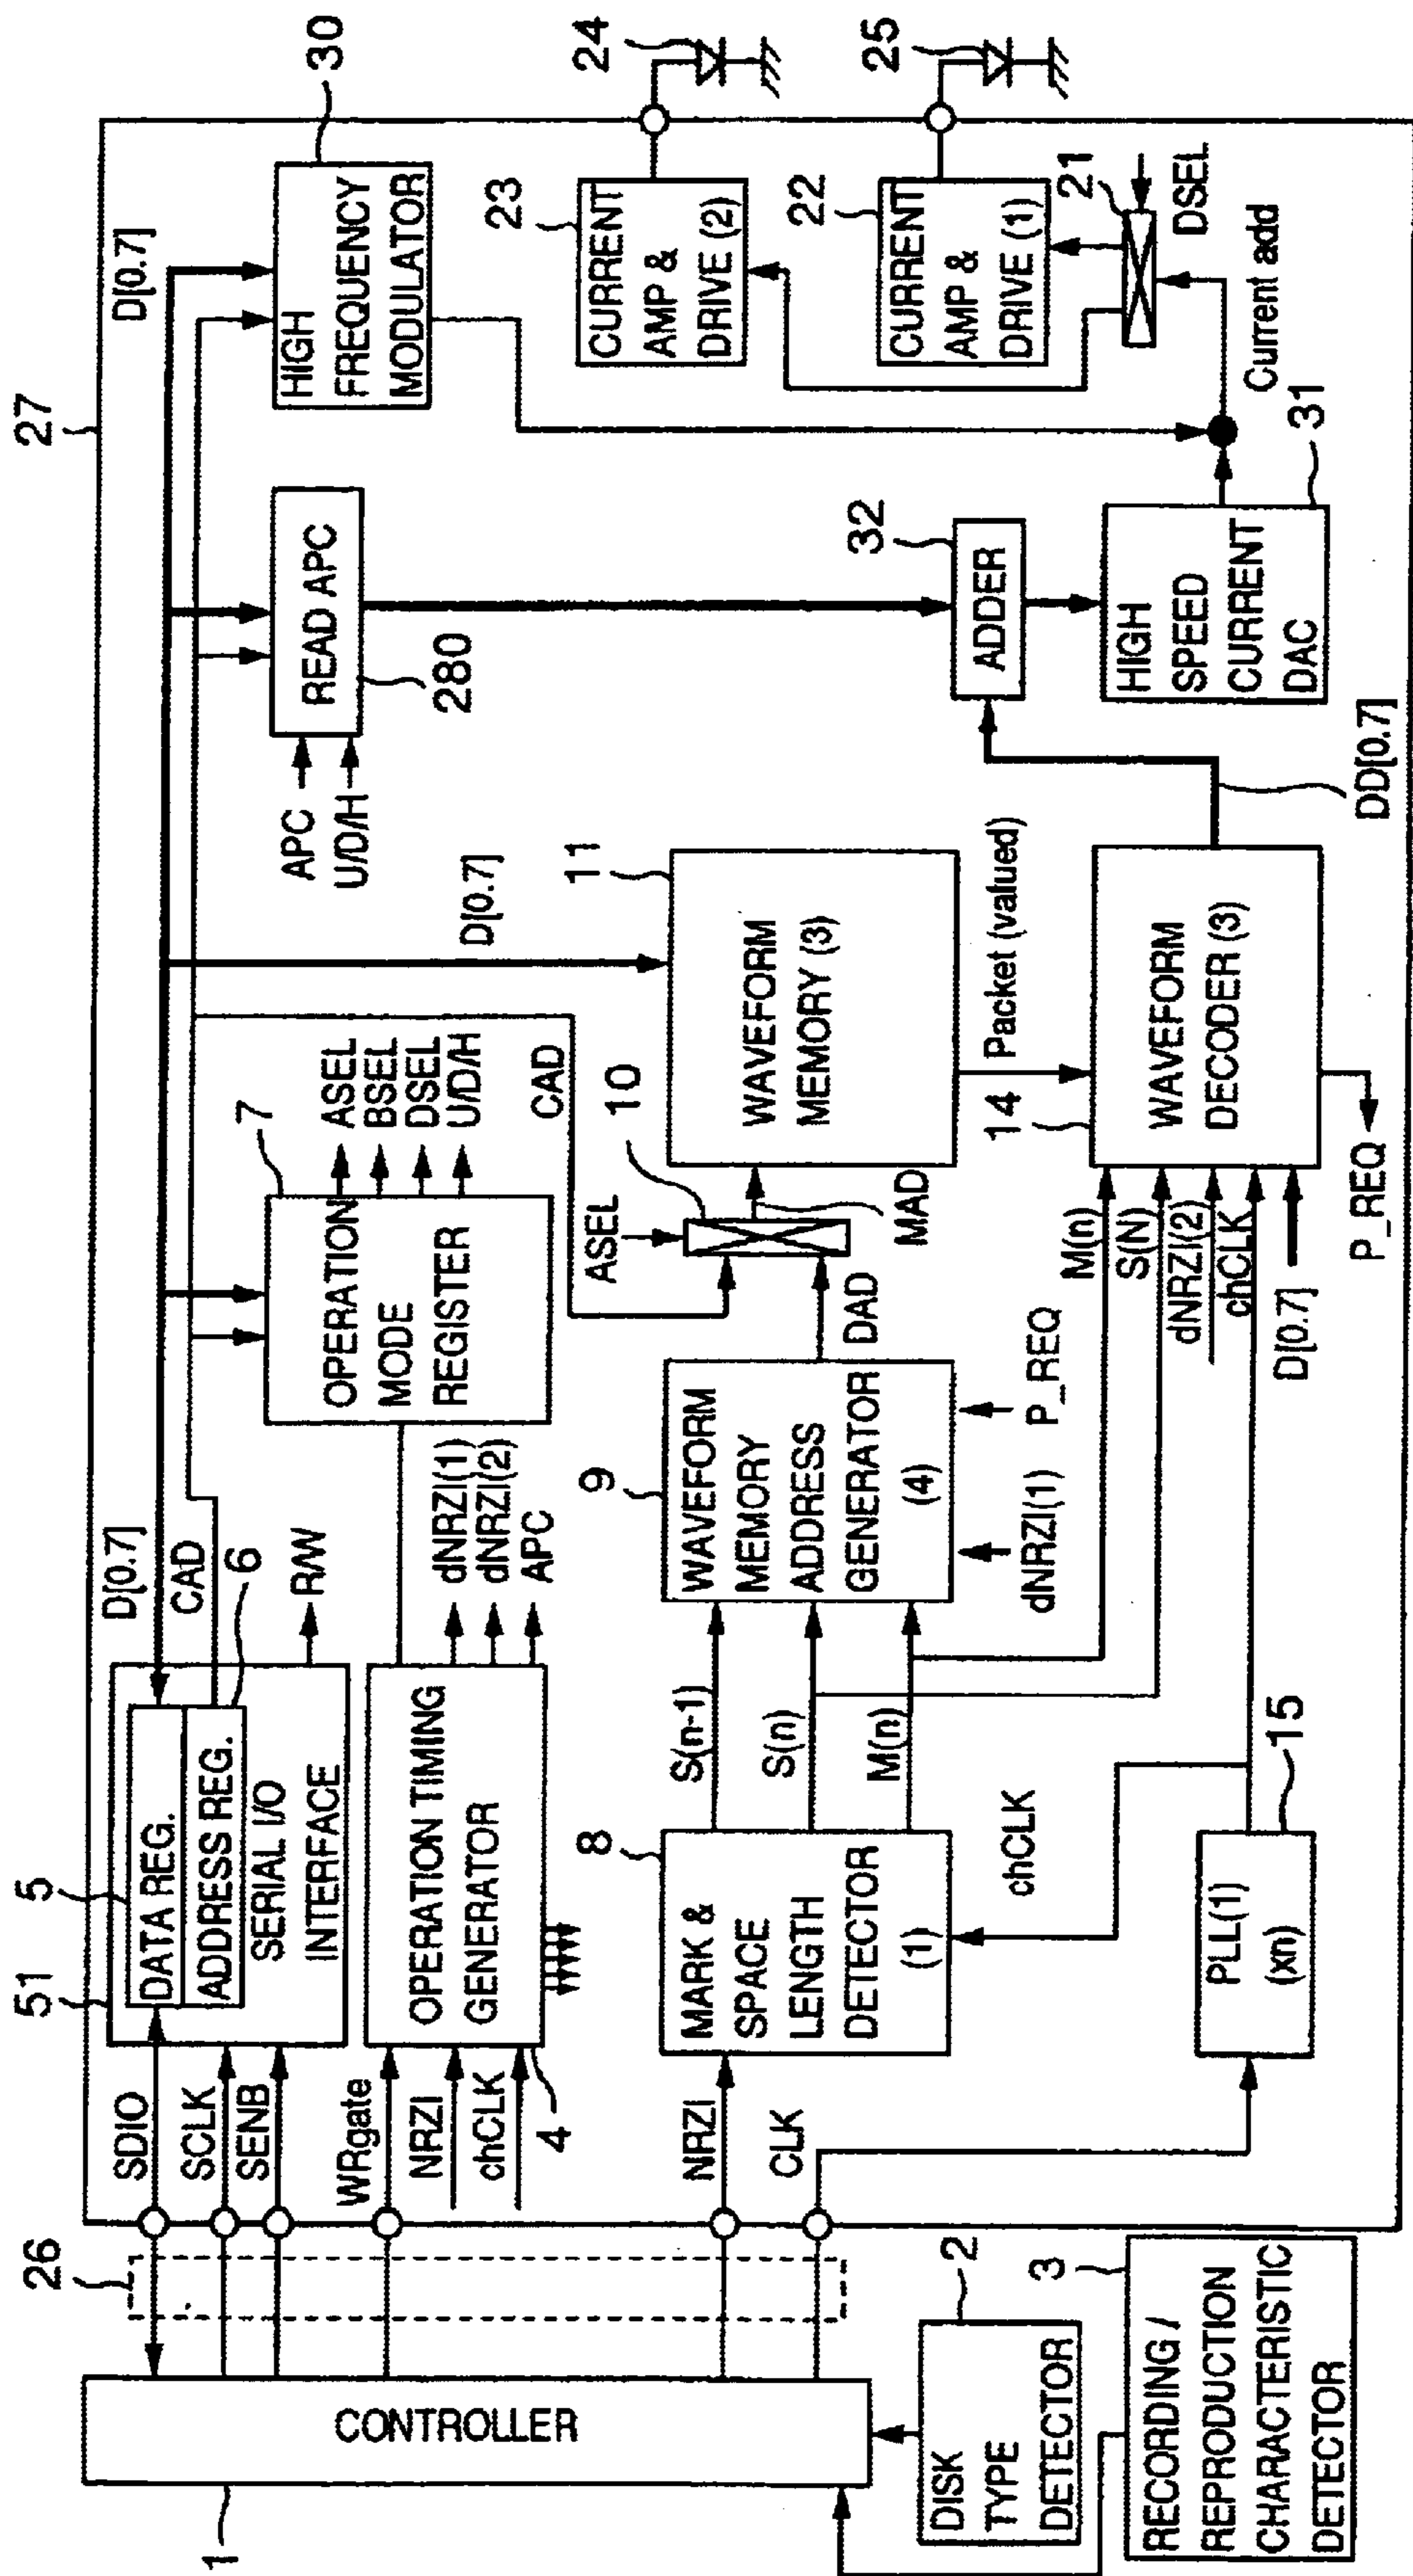 27
51
5
DATA REG.
ADDRESS REG.
SERIAL I/O
INTERFACE
6
SDIO
SCLK
SENB
D[0.7]
CAD
R/W
26
WRgate
NRZI
chCLK
4
OPERATION TIMING
GENERATOR
dNRZI(1)
dNRZI(2)
APC
7
OPERATION
MODE
REGISTER
ASEL
BSEL
DSEL
U/D/H
CAD
D[0.7]
APC
U/D/H
READ APC
280
D[0.7]
HIGH
FREQUENCY
MODULATOR
30
1
CONTROLLER
NRZI
CLK
8
MARK &
SPACE
LENGTH
DETECTOR
(1)
chCLK
S(n-1)
S(n)
M(n)
9
WAVEFORM
MEMORY
ADDRESS
GENERATOR
(4)
dNRZI(1)
P_REQ
DAD
ASEL
10
MAD
11
WAVEFORM
MEMORY (3)
Packet (valued)
23
CURRENT
AMP &
DRIVE (2)
24
22
CURRENT
AMP &
DRIVE (1)
25
21
DSEL
Current add
32
ADDER
31
HIGH
SPEED
CURRENT
DAC
DD[0.7]
14
WAVEFORM
DECODER (3)
M(n)
S(N)
dNRZI(2)
chCLK
D[0.7]
P_REQ
15
PLL(1)
(xn)
2
DISK
TYPE
DETECTOR
3
RECORDING /
REPRODUCTION
CHARACTERISTIC
DETECTOR